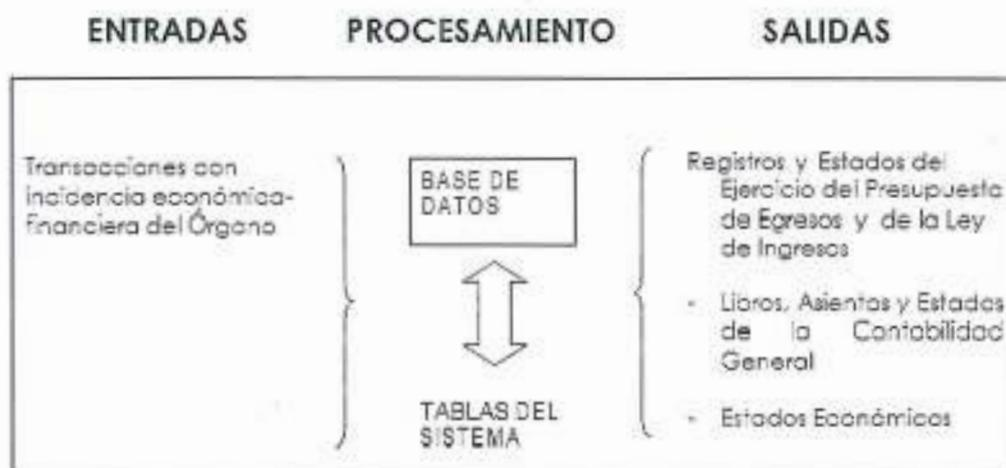 ENTRADAS PROCESAMIENTO SALIDAS
Transacciones con
incidencia económica-
financiera del Órgano
BASE DE
DATOS
TABLAS DEL
SISTEMA
Registros y Estados del
Ejercicio del Presupuesto
de Egresos y de la Ley
de Ingresos
- Libros, Asientos y Estados
de la Contabilidad
General
- Estados Económicos